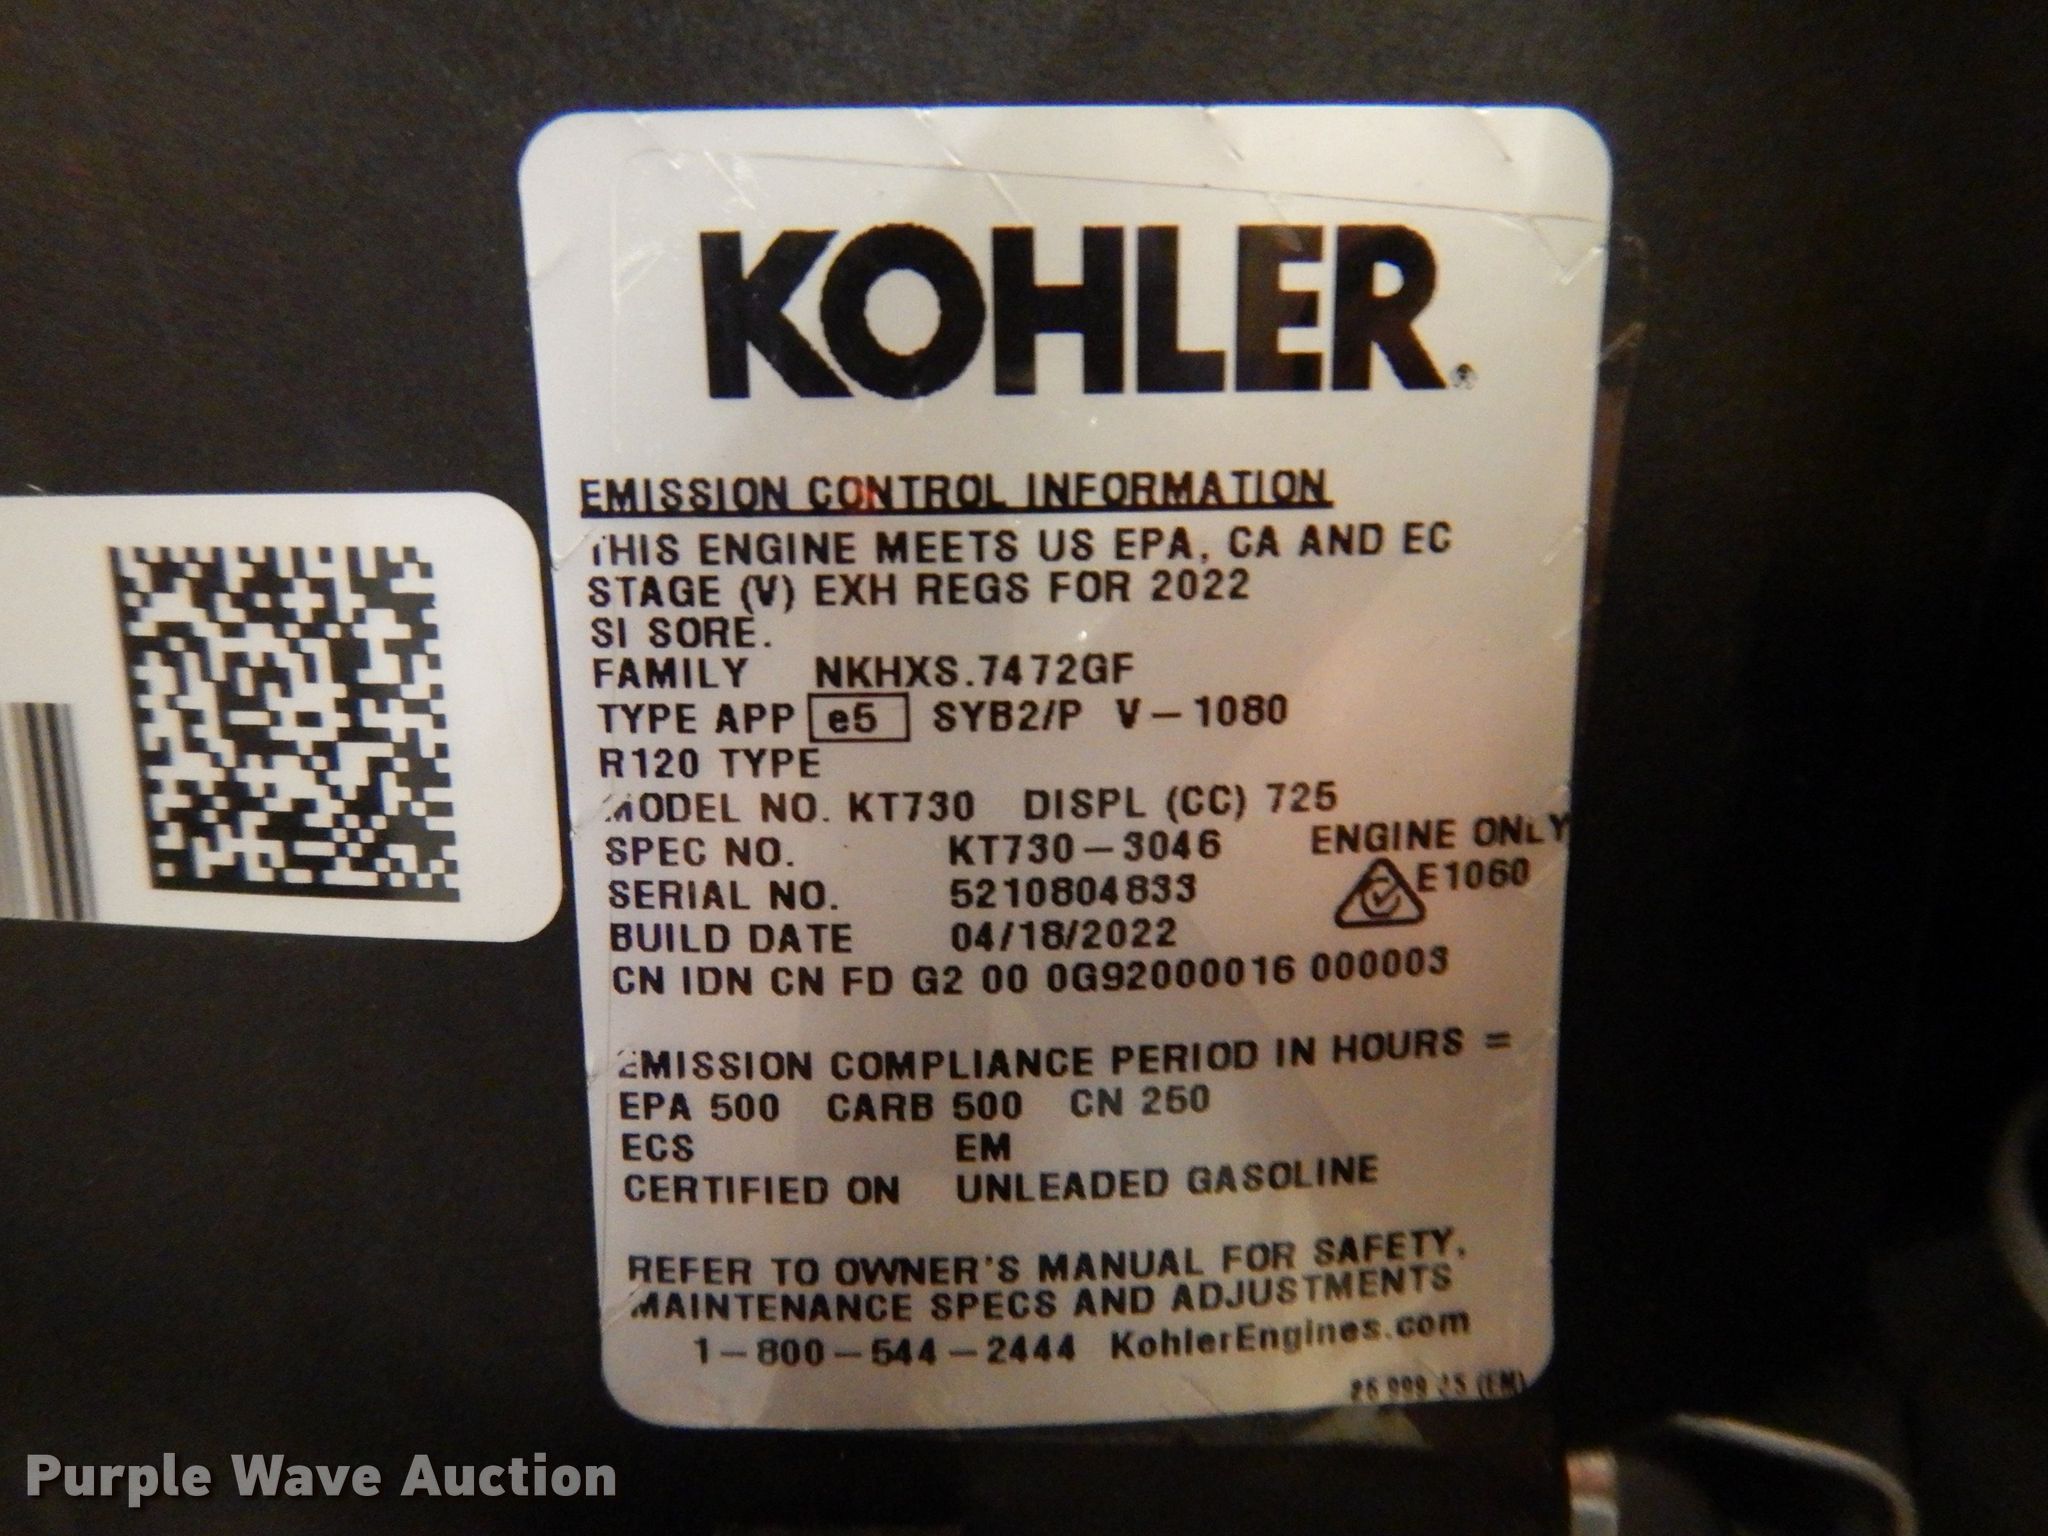 KOHLER®
EMISSION CONTROL INFORMATION
THIS ENGINE MEETS US EPA, CA AND EC
STAGE (V) EXH REGS FOR 2022
SI SORE.
FAMILY NKHXS.7472GF
TYPE APP e5 SYB2/P V-1080
R120 TYPE
MODEL NO. KT730 DISPL (CC) 725
SPEC NO. KT730-3046 ENGINE ONLY
SERIAL NO. 5210804833 E1060
BUILD DATE 04/18/2022
CN IDN CN FD G2 00 0G92000016 000003
EMISSION COMPLIANCE PERIOD IN HOURS =
EPA 500 CARB 500 CN 250
ECS EM
CERTIFIED ON UNLEADED GASOLINE
REFER TO OWNER'S MANUAL FOR SAFETY,
MAINTENANCE SPECS AND ADJUSTMENTS
1-800-544-2444 KohlerEngines.com
(EM)
Purple Wave Auction